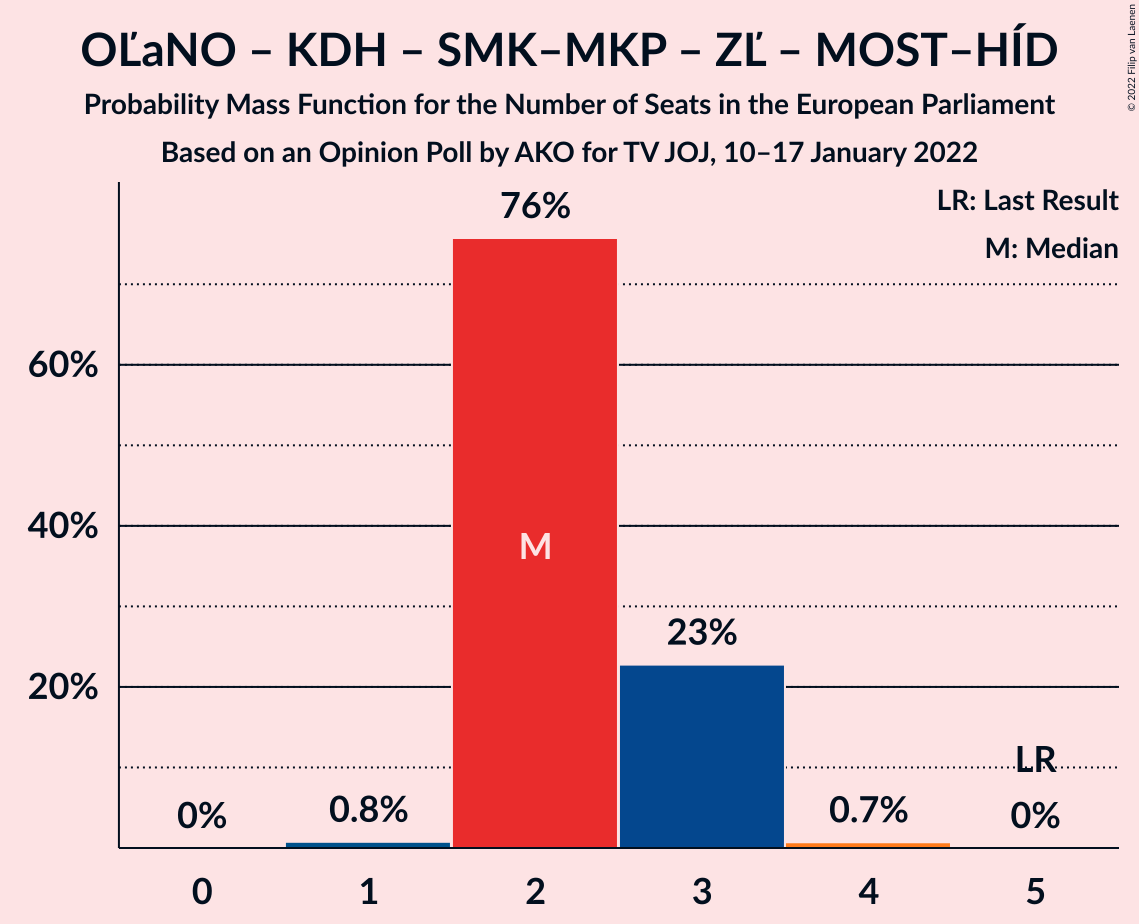 OĽaNO – KDH – SMK–MKP – ZĽ – MOST–HÍD
Probability Mass Function for the Number of Seats in the European Parliament
Based on an Opinion Poll by AKO for TV JOJ, 10–17 January 2022
© 2022 Filip van Laenen
LR: Last Result
M: Median
76%
60%
M
40%
23%
20%
LR
0%
0.8%
0.7%
0%
0 1 2 3 4 5